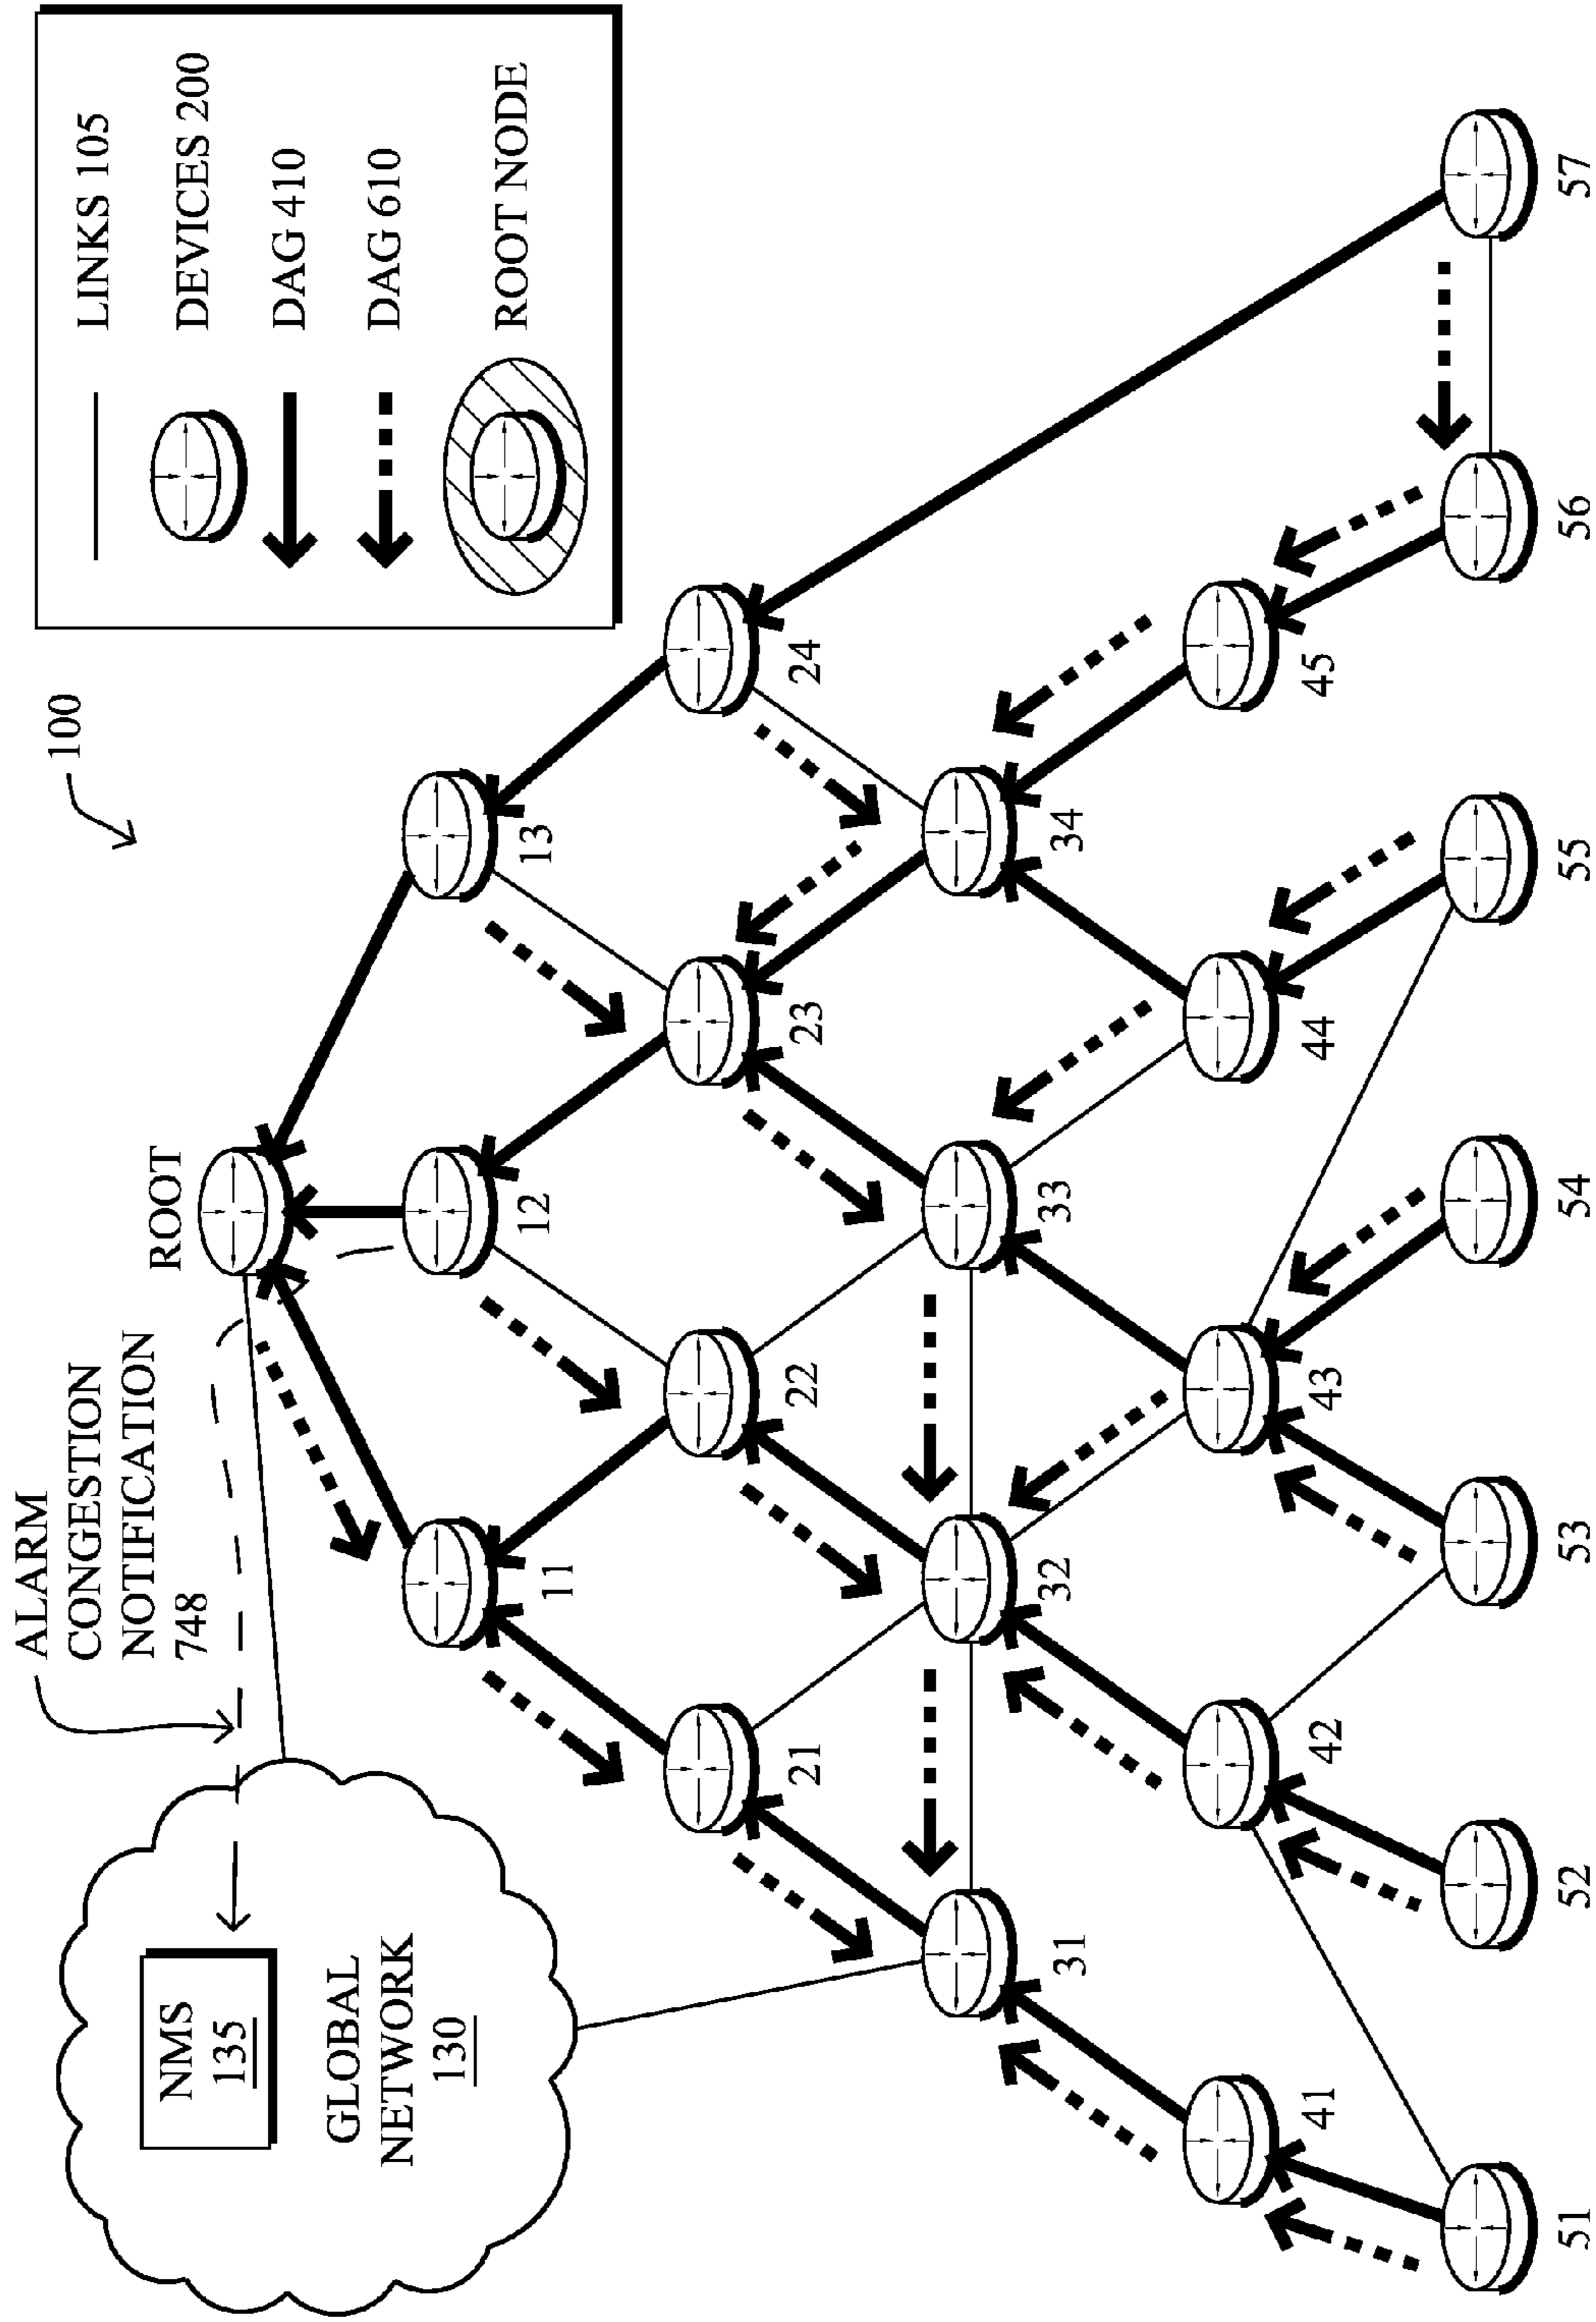 100
LINKS 105
DEVICES 200
DAG 410
DAG 610
ROOT NODE
ALARM
CONGESTION
NOTIFICATION
748
ROOT
NMS
135
GLOBAL
NETWORK
130
11
12
13
21
22
23
24
31
32
33
34
41
42
43
44
45
51
52
53
54
55
56
57